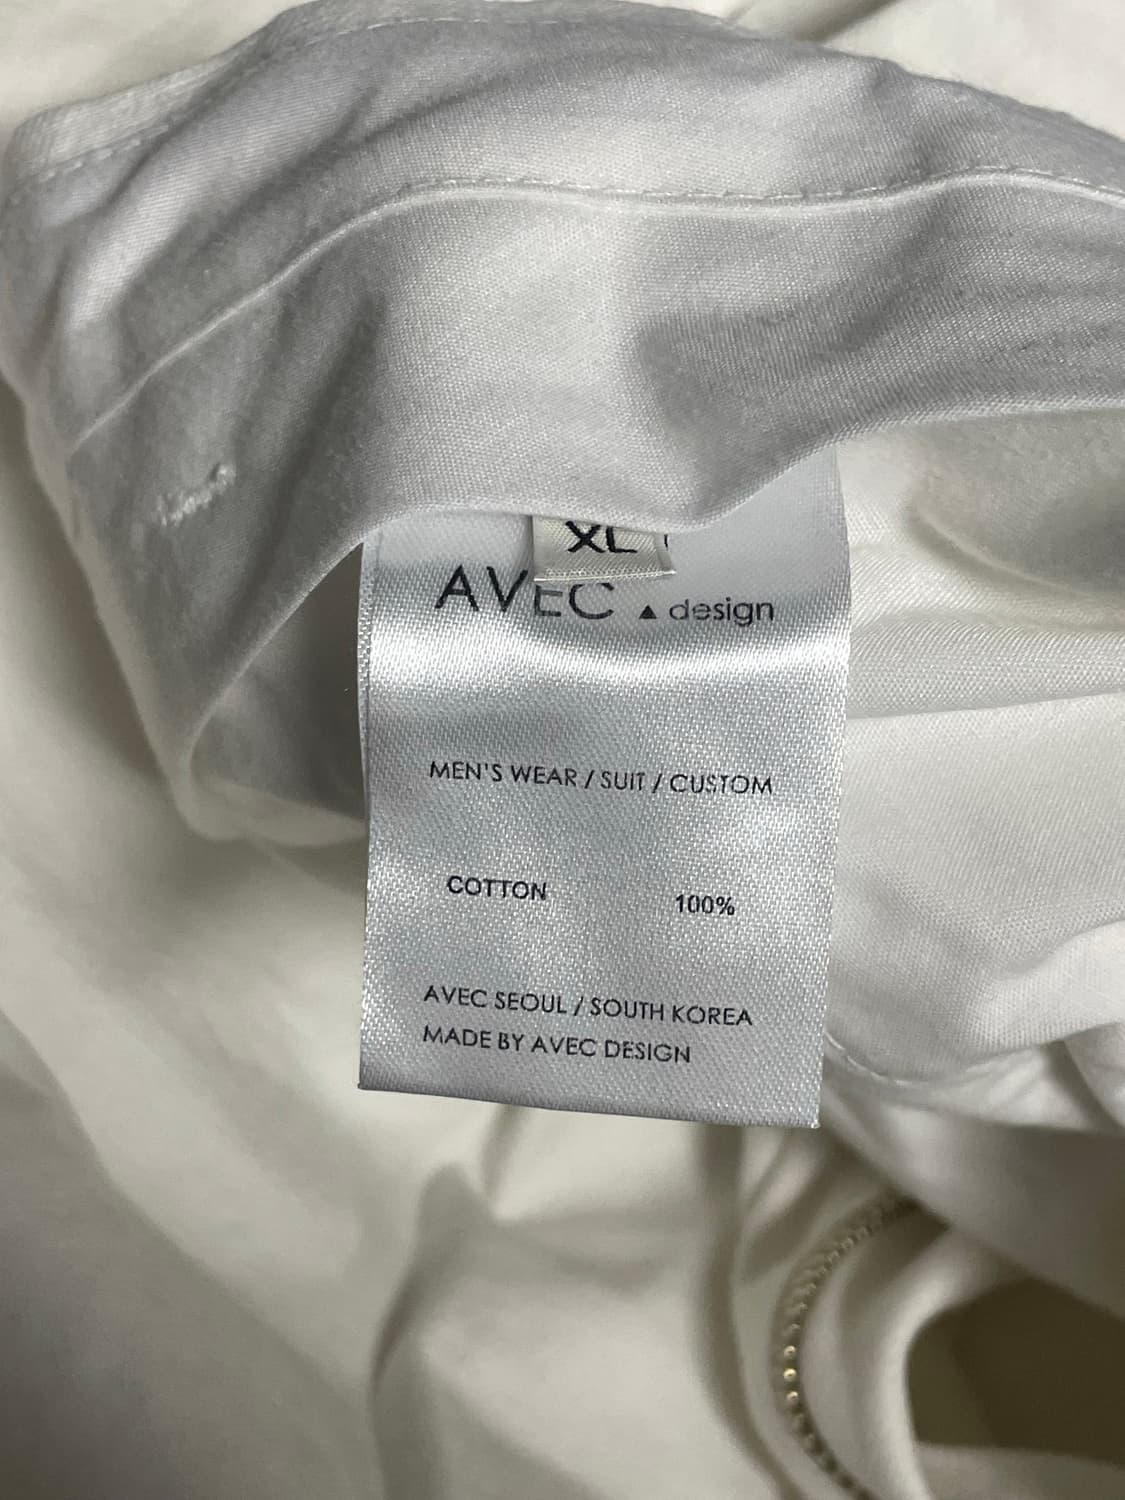 XL
AVEC ▲ design
MEN'S WEAR / SUIT / CUSTOM
COTTON 100%
AVEC SEOUL / SOUTH KOREA
MADE BY AVEC DESIGN